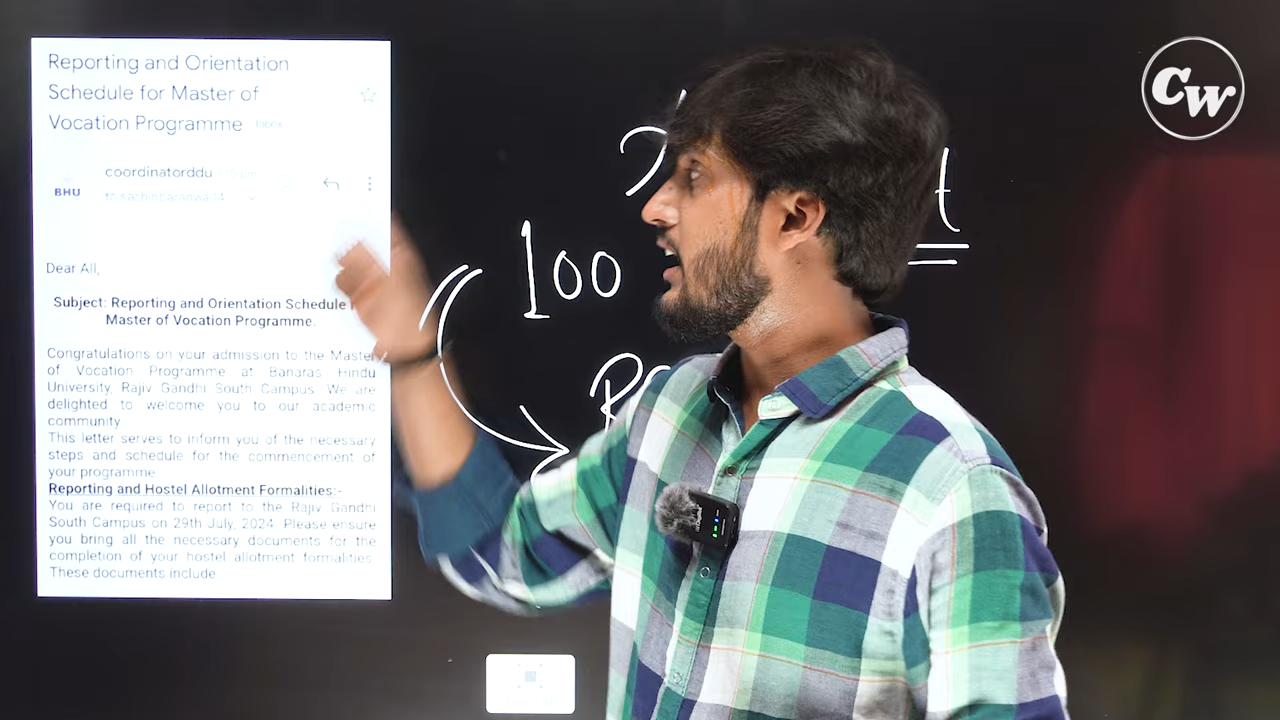 Reporting and Orientation
Schedule for Master of
Vocation Programme Inbox
coordinatorddu
BHU
Dear All,
Subject: Reporting and Orientation Schedule
Master of Vocation Programme.
Congratulations on your admission to the Master
of Vocation Programme at Banaras Hindu
University, Rajiv Gandhi South Campus. We are
delighted to welcome you to our academic
community
This letter serves to inform you of the necessary
steps and schedule for the commencement of
your programme
Reporting and Hostel Allotment Formalities:-
You are required to report to the Rajiv Gandhi
South Campus on 29th July, 2024. Please ensure
you bring all the necessary documents for the
completion of your hostel allotment formalities.
These documents include
100
CW